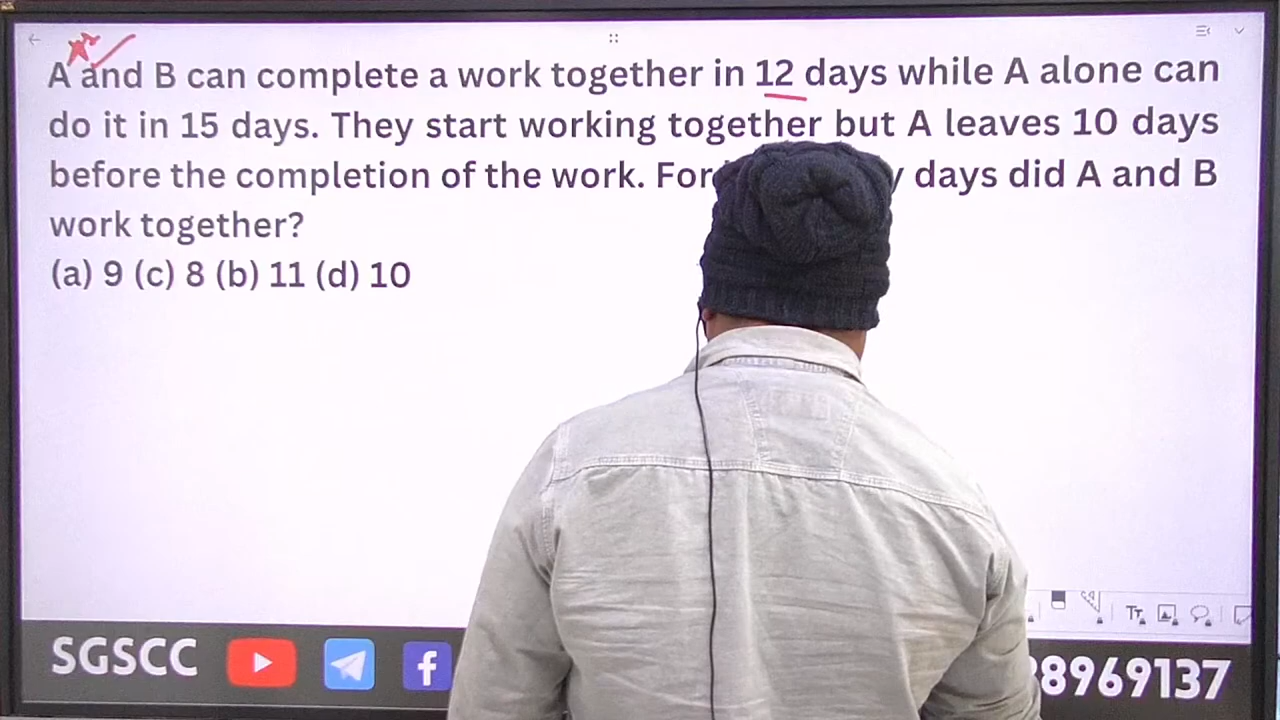 A and B can complete a work together in 12 days while A alone can
do it in 15 days. They start working together but A leaves 10 days
before the completion of the work. For days did A and B
work together?
(a) 9 (c) 8 (b) 11 (d) 10
SGSCC
8969137